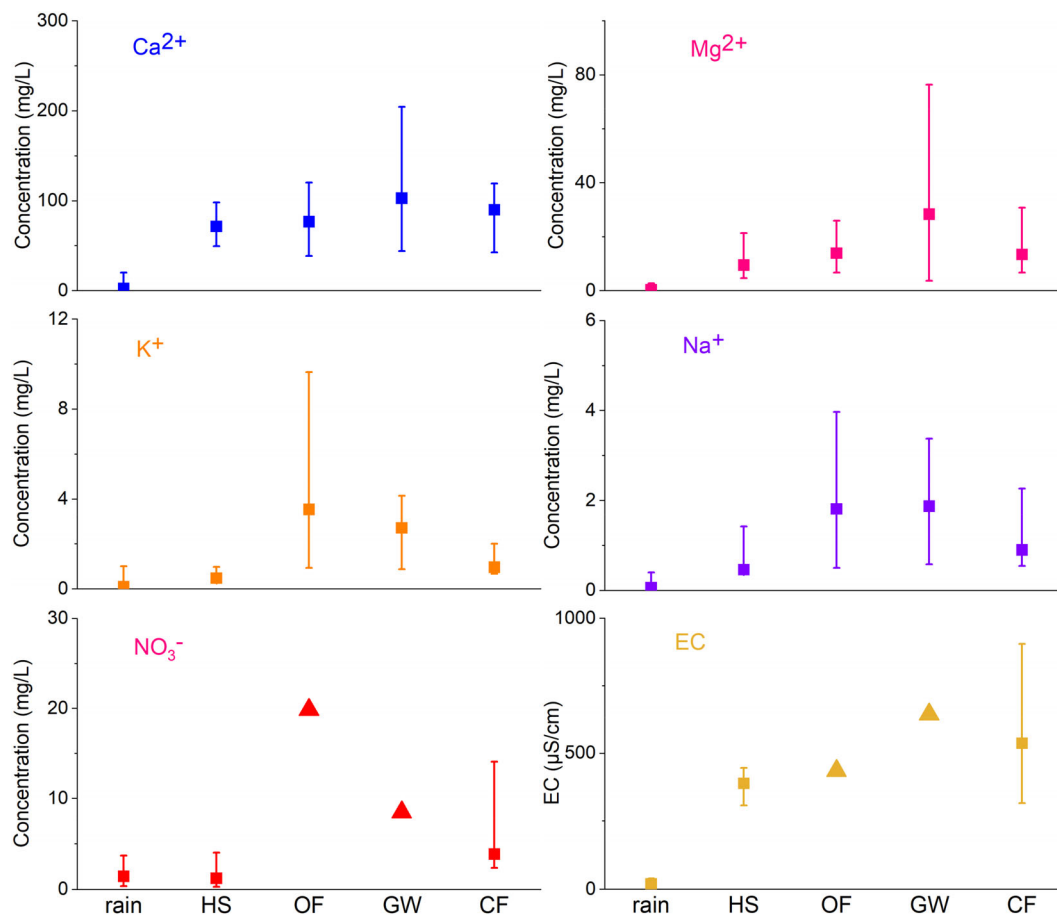 Ca2+
Concentration (mg/L)
300
200
100
0
Mg2+
Concentration (mg/L)
80
40
0
K+
Concentration (mg/L)
12
8
4
0
Na+
Concentration (mg/L)
6
4
2
0
NO3-
Concentration (mg/L)
30
20
10
0
rain HS OF GW CF
EC
EC (µS/cm)
1000
500
0
rain HS OF GW CF